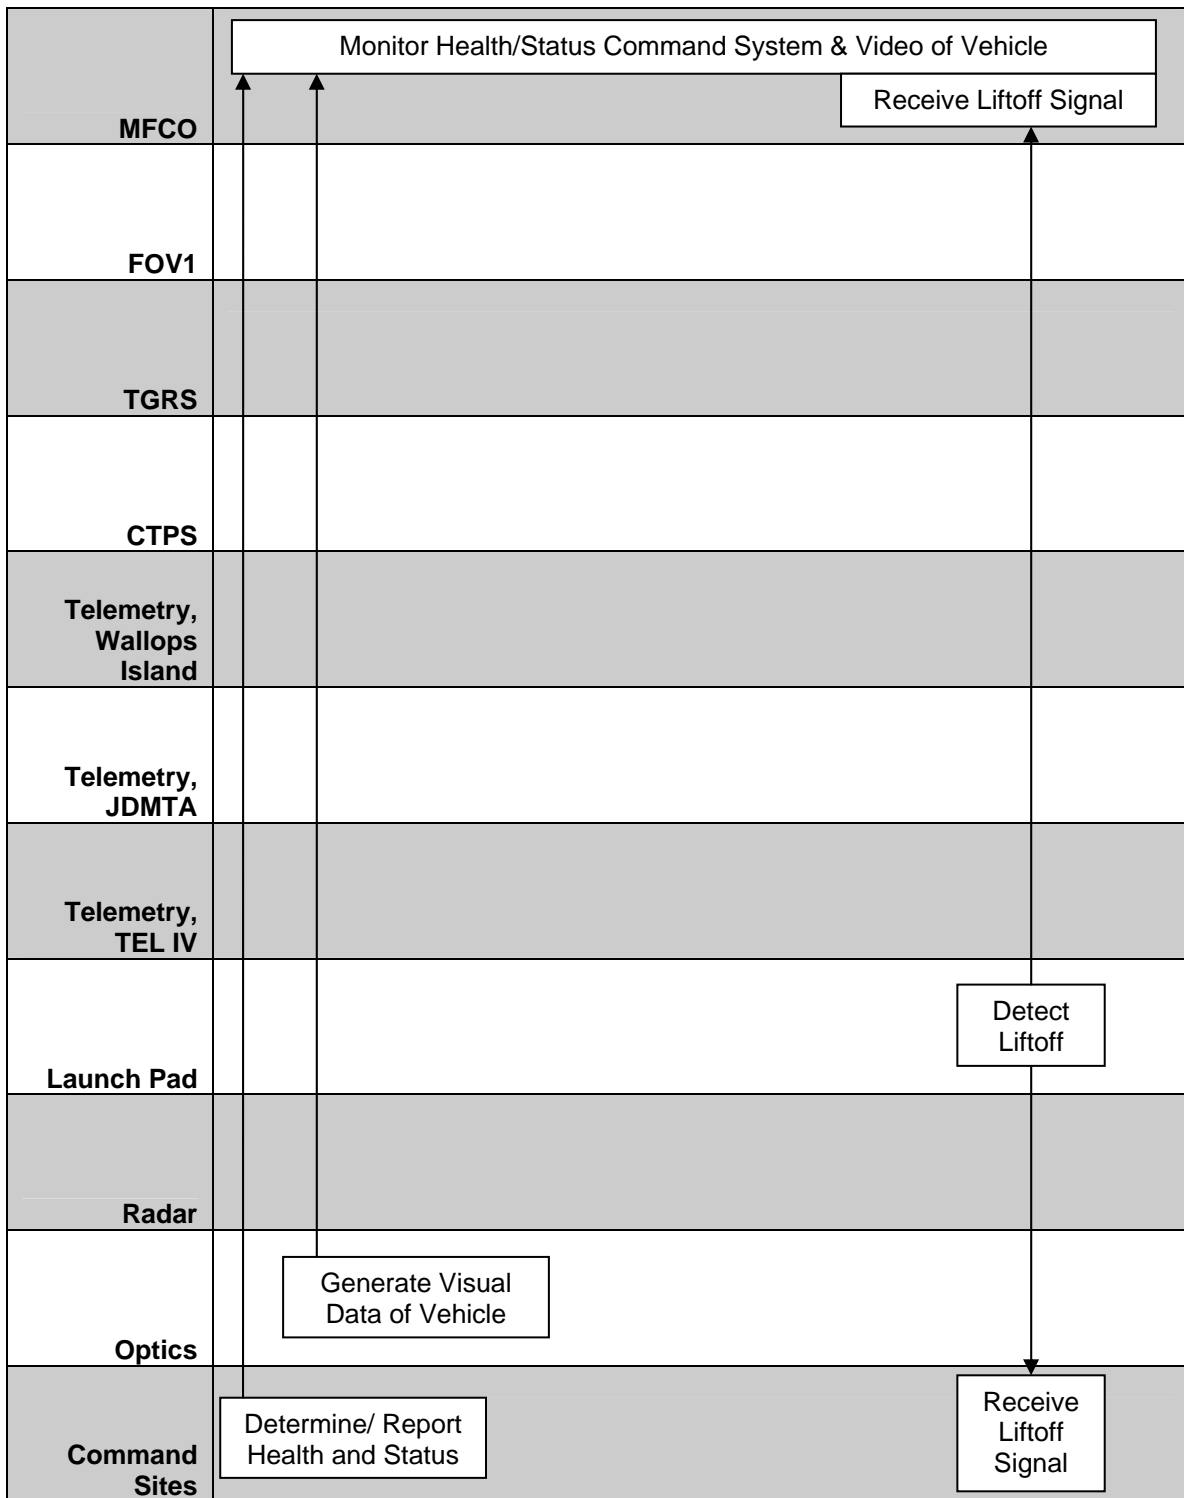 Monitor Health/Status Command System & Video of Vehicle
Receive Liftoff Signal
MFCO
FOV1
TGRS
CTPS
Telemetry,
Wallops
Island
Telemetry,
JDMTA
Telemetry,
TEL IV
Detect
Liftoff
Launch Pad
Radar
Generate Visual
Data of Vehicle
Optics
Determine/ Report
Health and Status
Receive
Liftoff
Signal
Command
Sites